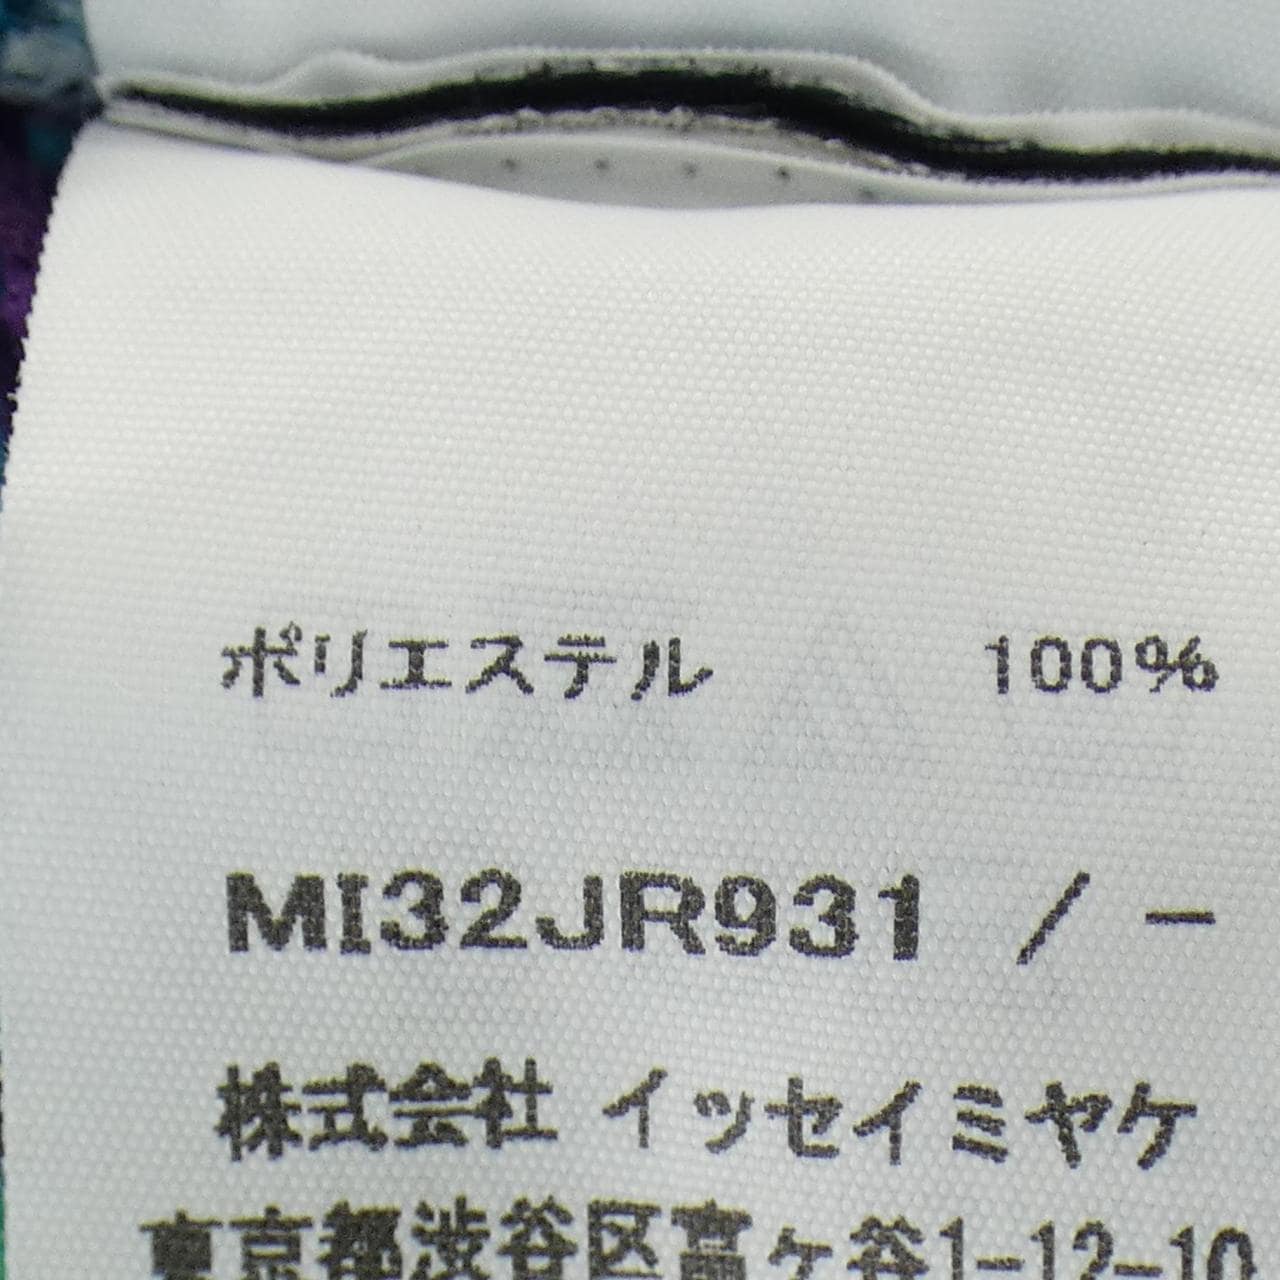 ポリエステル 100%
MI32JR931 / -
株式会社 イッセイミヤケ
東京都渋谷区富ヶ谷1-12-10